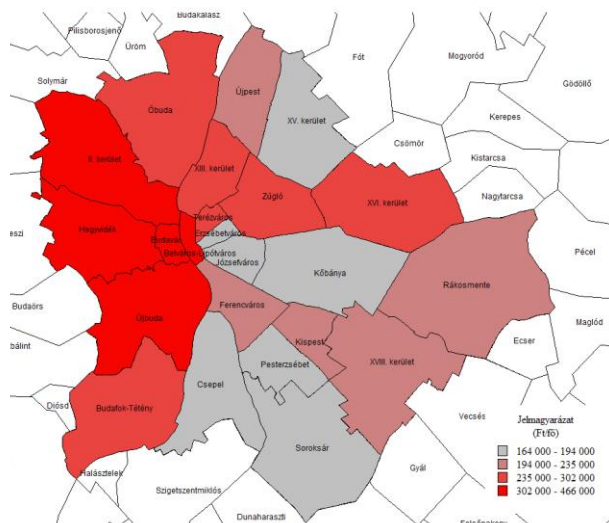 Budakalász
Pilisborosjenő
Üröm
Fót
Mogyoród
Solymár
Óbuda
Újpest
XV. kerület
Gödöllő
Kerepes
Csömör
II. kerület
XIII. kerület
Kistarcsa
Zugló
XVI. kerület
Nagytarcsa
Terézváros
Hegyvidék
Budavár
Erzsébetváros
eszi
Belváros-Lipótváros
Józsefváros
Kőbánya
Pécel
Rákosmente
Budaörs
Újbuda
Ferencváros
Kispest
Maglód
bálint
Ecser
Pesterzsébet
XVIII. kerület
Csepel
Diósd
Budafok-Tétény
Vecsés
Soroksár
Halásztelek
Gyál
Szigetszentmiklós
Dunaharaszti
Felsőpakony
Jelmagyarázat
(Ft/fő)
164 000 - 194 000
194 000 - 235 000
235 000 - 302 000
302 000 - 466 000